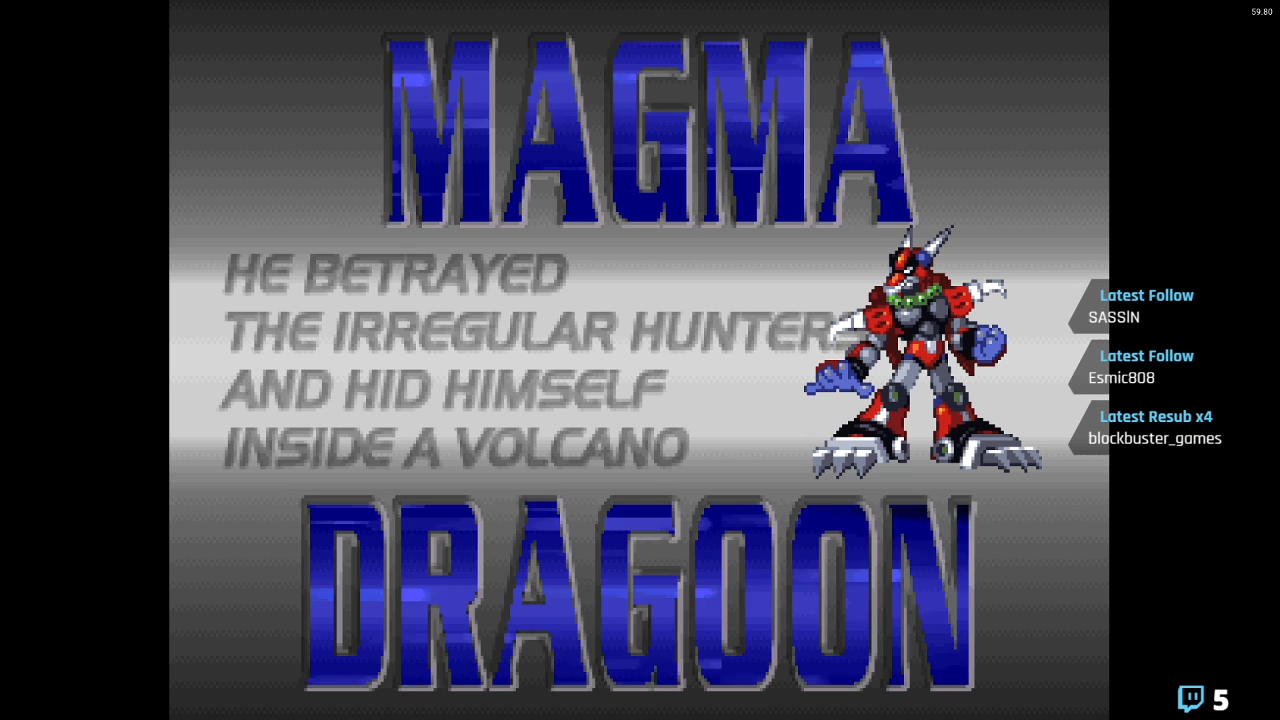 59.80
MAGMA
HE BETRAYED
THE IRREGULAR HUNTERS
AND HID HIMSELF
INSIDE A VOLCANO
DRAGOON
Latest Follow
SASSIN
Latest Follow
Esmic808
Latest Resub x4
blockbuster_games
5